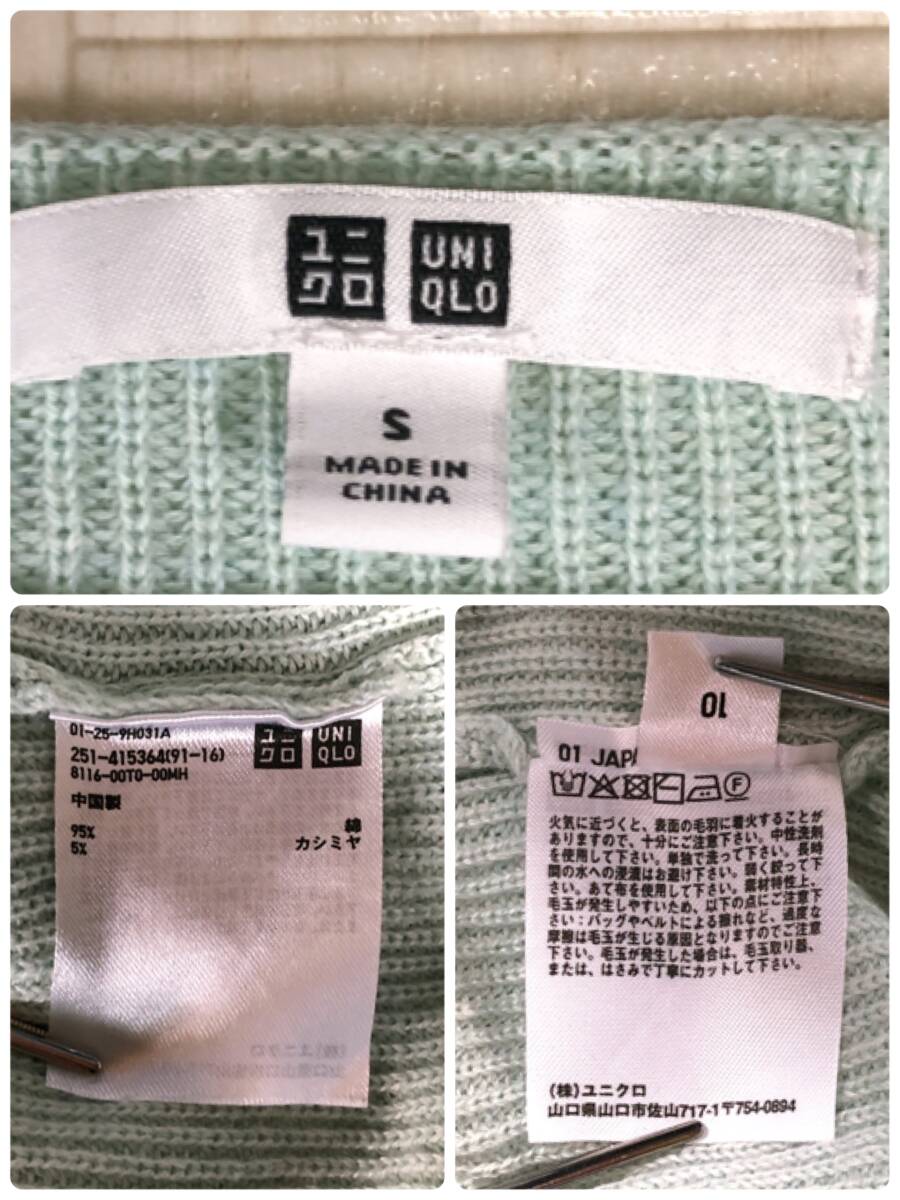 ユニ
クロ
UNI
QLO
S
MADE IN
CHINA
01-25-9H031A
251-415364(91-16)
8116-00T0-00MH
ユニ
クロ
UNI
QLO
中国製
95% 綿
5% カシミヤ
10
01 JAPA
火気に近づくと、表面の毛羽に着火することが
ありますので、十分にご注意下さい。中性洗剤
を使用して下さい。単独で洗って下さい。長時
間の水への浸漬はお避け下さい。弱く絞って下
さい。あて布を使用して下さい。素材特性上、
毛玉が発生しやすいため、以下の点にご注意下
さい：バッグやベルトによる擦れなど、過度な
摩擦は毛玉が生じる原因となりますのでご注意
下さい。毛玉が発生した場合は、毛玉取り器、
または、はさみで丁寧にカットして下さい。
(株)ユニクロ
山口県山口市佐山717-1〒754-0894